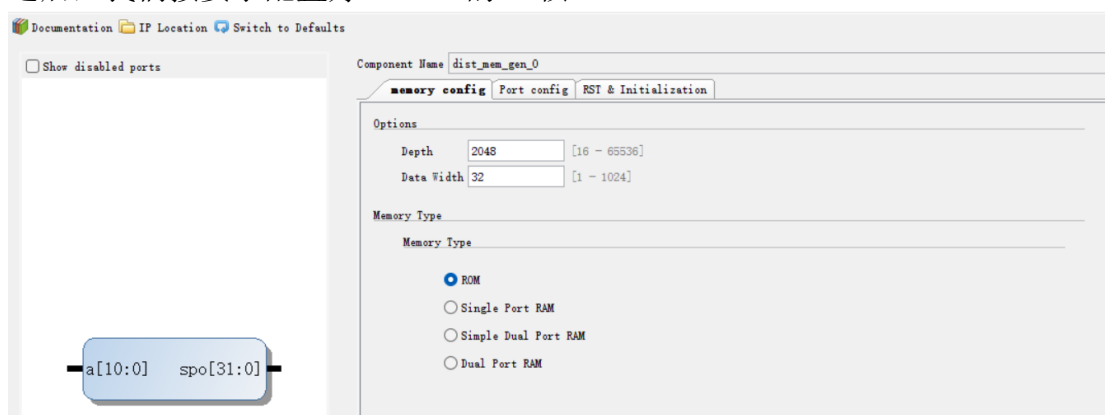 Documentation IP Location Switch to Defaults
Show disabled ports
Component Name dist_mem_gen_0
memory config Port config RST & Initialization
Options
Depth 2048 [16 - 65536]
Data Width 32 [1 - 1024]
Memory Type
Memory Type
ROM
Single Port RAM
Simple Dual Port RAM
Dual Port RAM
a[10:0] spo[31:0]